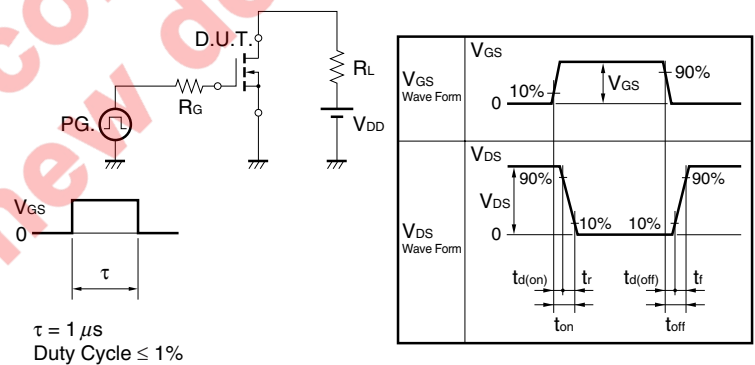 D.U.T.
RL
RG
PG.
VDD
VGS
0
τ
τ = 1 μs
Duty Cycle ≤ 1%
VGS
Wave Form
VGS
10%
0
VGS
90%
VDS
Wave Form
VDS
90%
VDS
0
10%
10%
90%
td(on)
tr
td(off)
tf
ton
toff